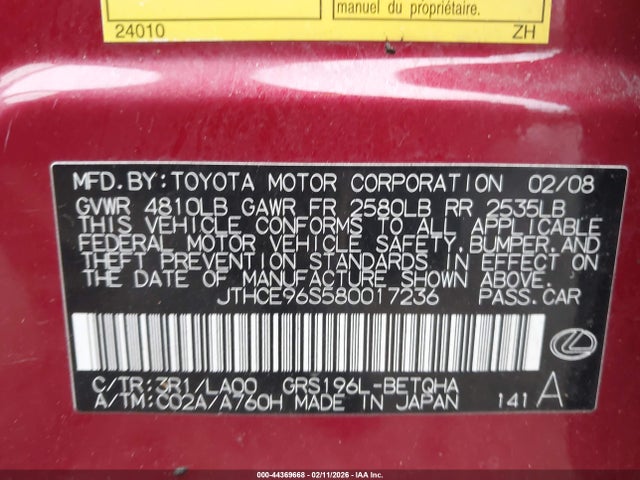 manuel du propriétaire.
24010 ZH
MFD.BY:TOYOTA MOTOR CORPORATION 02/08
GVWR 4810LB GAWR FR 2580LB RR 2535LB
THIS VEHICLE CONFORMS TO ALL APPLICABLE
FEDERAL MOTOR VEHICLE SAFETY,BUMPER,AND
THEFT PREVENTION STANDARDS IN EFFECT ON
THE DATE OF MANUFACTURE SHOWN ABOVE.
JTHCE96S580017236 PASS.CAR
C/TR:3R1/LA00 GRS196L-BETQHA
A/TM:C02A/A760H MADE IN JAPAN 141 A
000-44369668 - 02/11/2026 - IAA Inc.